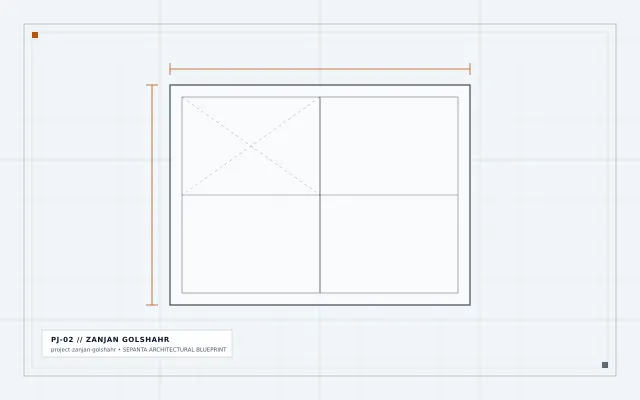 PJ-02 // ZANJAN GOLSHAHR
project-zanjan-golshahr • SEPANTA ARCHITECTURAL BLUEPRINT